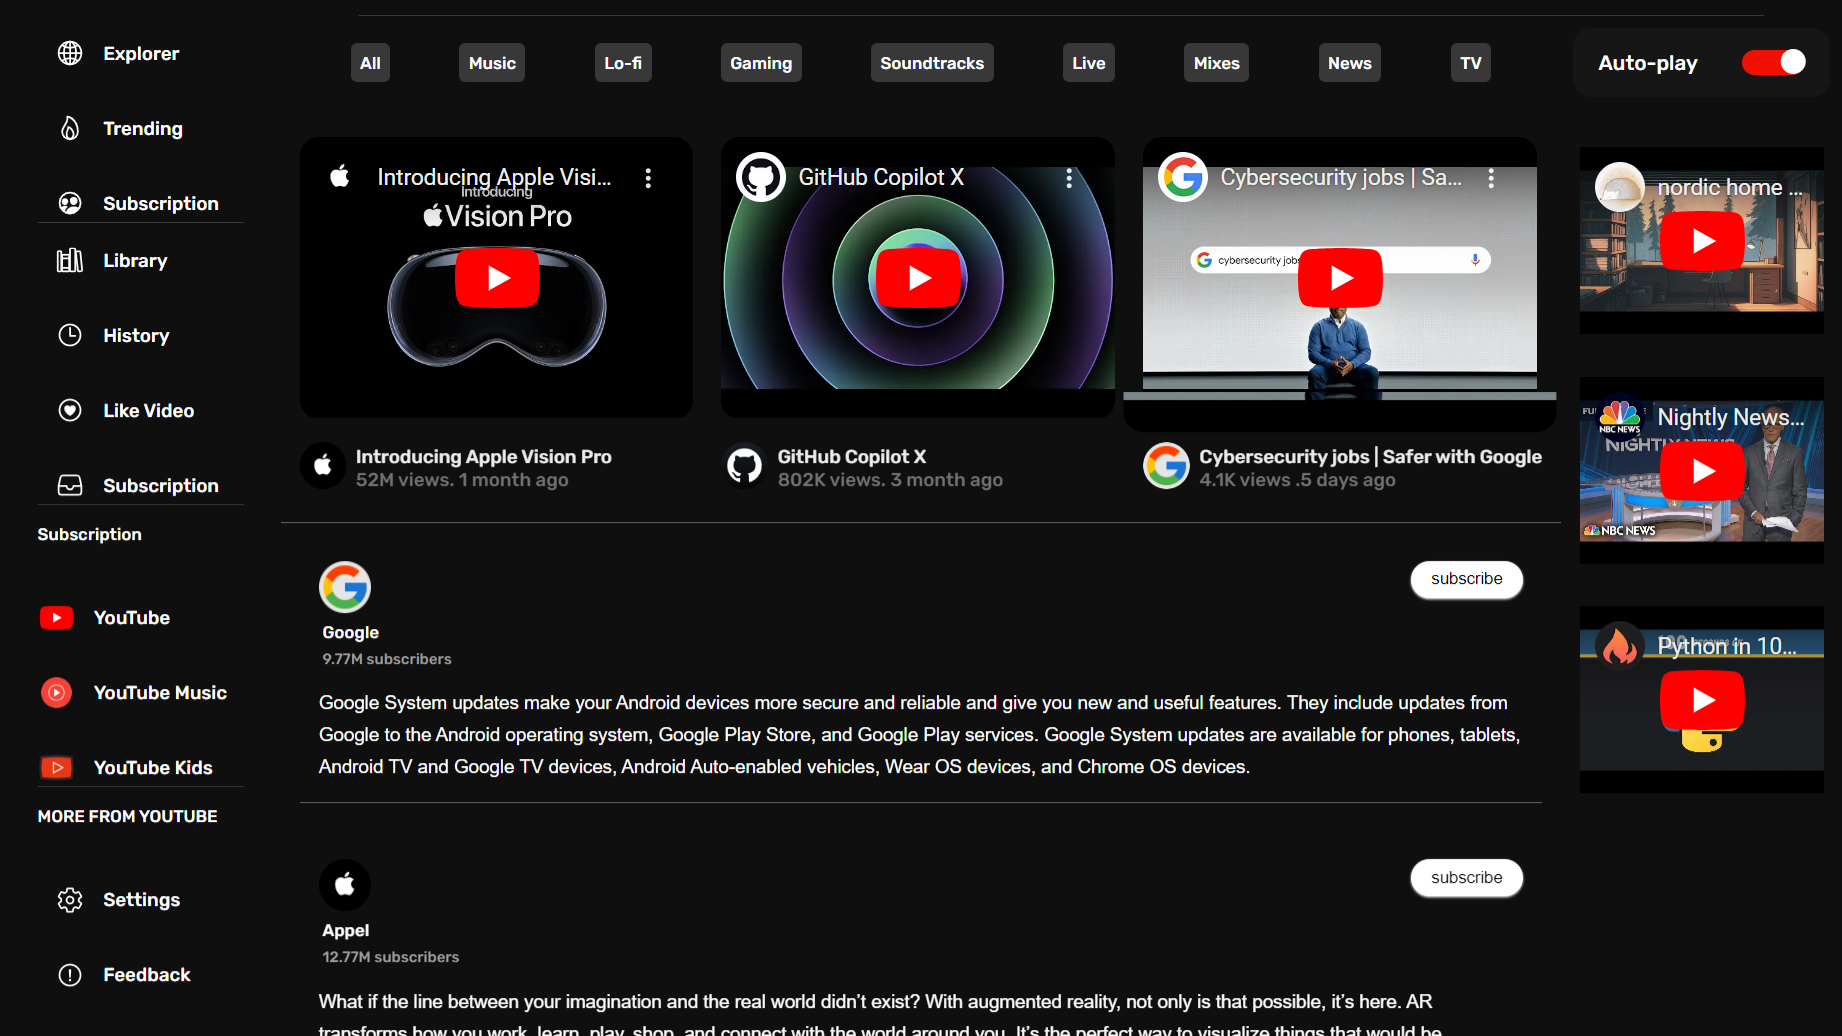 Explorer
Trending
Subscription
Library
History
Like Video
Subscription
Subscription
YouTube
YouTube Music
YouTube Kids
MORE FROM YOUTUBE
Settings
Feedback
All
Music
Lo-fi
Gaming
Soundtracks
Live
Mixes
News
TV
Auto-play
Introducing Apple Visi...
Introducing
Vision Pro
GitHub Copilot X
Cybersecurity jobs | Sa...
cybersecurity jobs
Introducing Apple Vision Pro
52M views. 1 month ago
GitHub Copilot X
802K views. 3 month ago
Cybersecurity jobs | Safer with Google
4.1K views .5 days ago
Google
9.77M subscribers
subscribe
Google System updates make your Android devices more secure and reliable and give you new and useful features. They include updates from
Google to the Android operating system, Google Play Store, and Google Play services. Google System updates are available for phones, tablets,
Android TV and Google TV devices, Android Auto-enabled vehicles, Wear OS devices, and Chrome OS devices.
Appel
12.77M subscribers
subscribe
What if the line between your imagination and the real world didn’t exist? With augmented reality, not only is that possible, it’s here. AR
transforms how you work, learn, play, shop, and connect with the world around you. It’s the perfect way to visualize things that would be
nordic home ...
Nightly News...
NBC NEWS
NIGHTLY NEWS
NBC NEWS
Python in 10...